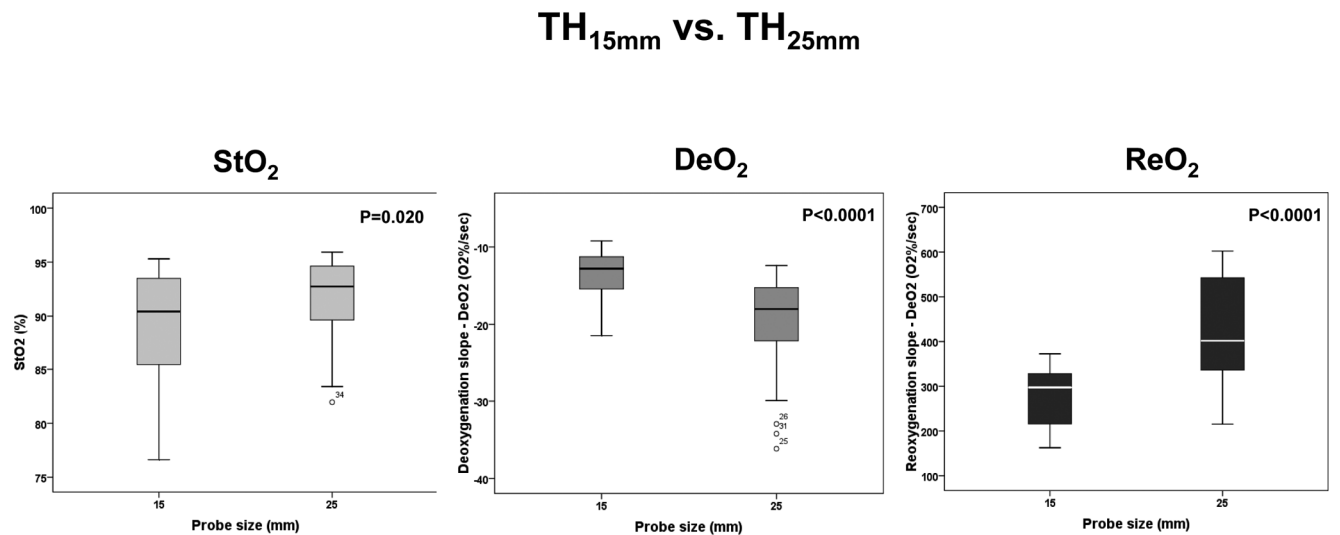 TH15mm vs. TH25mm
StO2
P=0.020
StO2 (%)
100
95
90
85
80
75
34
15
25
Probe size (mm)
DeO2
P<0.0001
Deoxygenation slope - DeO2 (O2%/sec)
-10
-20
-30
-40
26
31
25
15
25
Probe size (mm)
ReO2
P<0.0001
Reoxygenation slope - DeO2 (O2%/sec)
700
600
500
400
300
200
100
15
25
Probe size (mm)